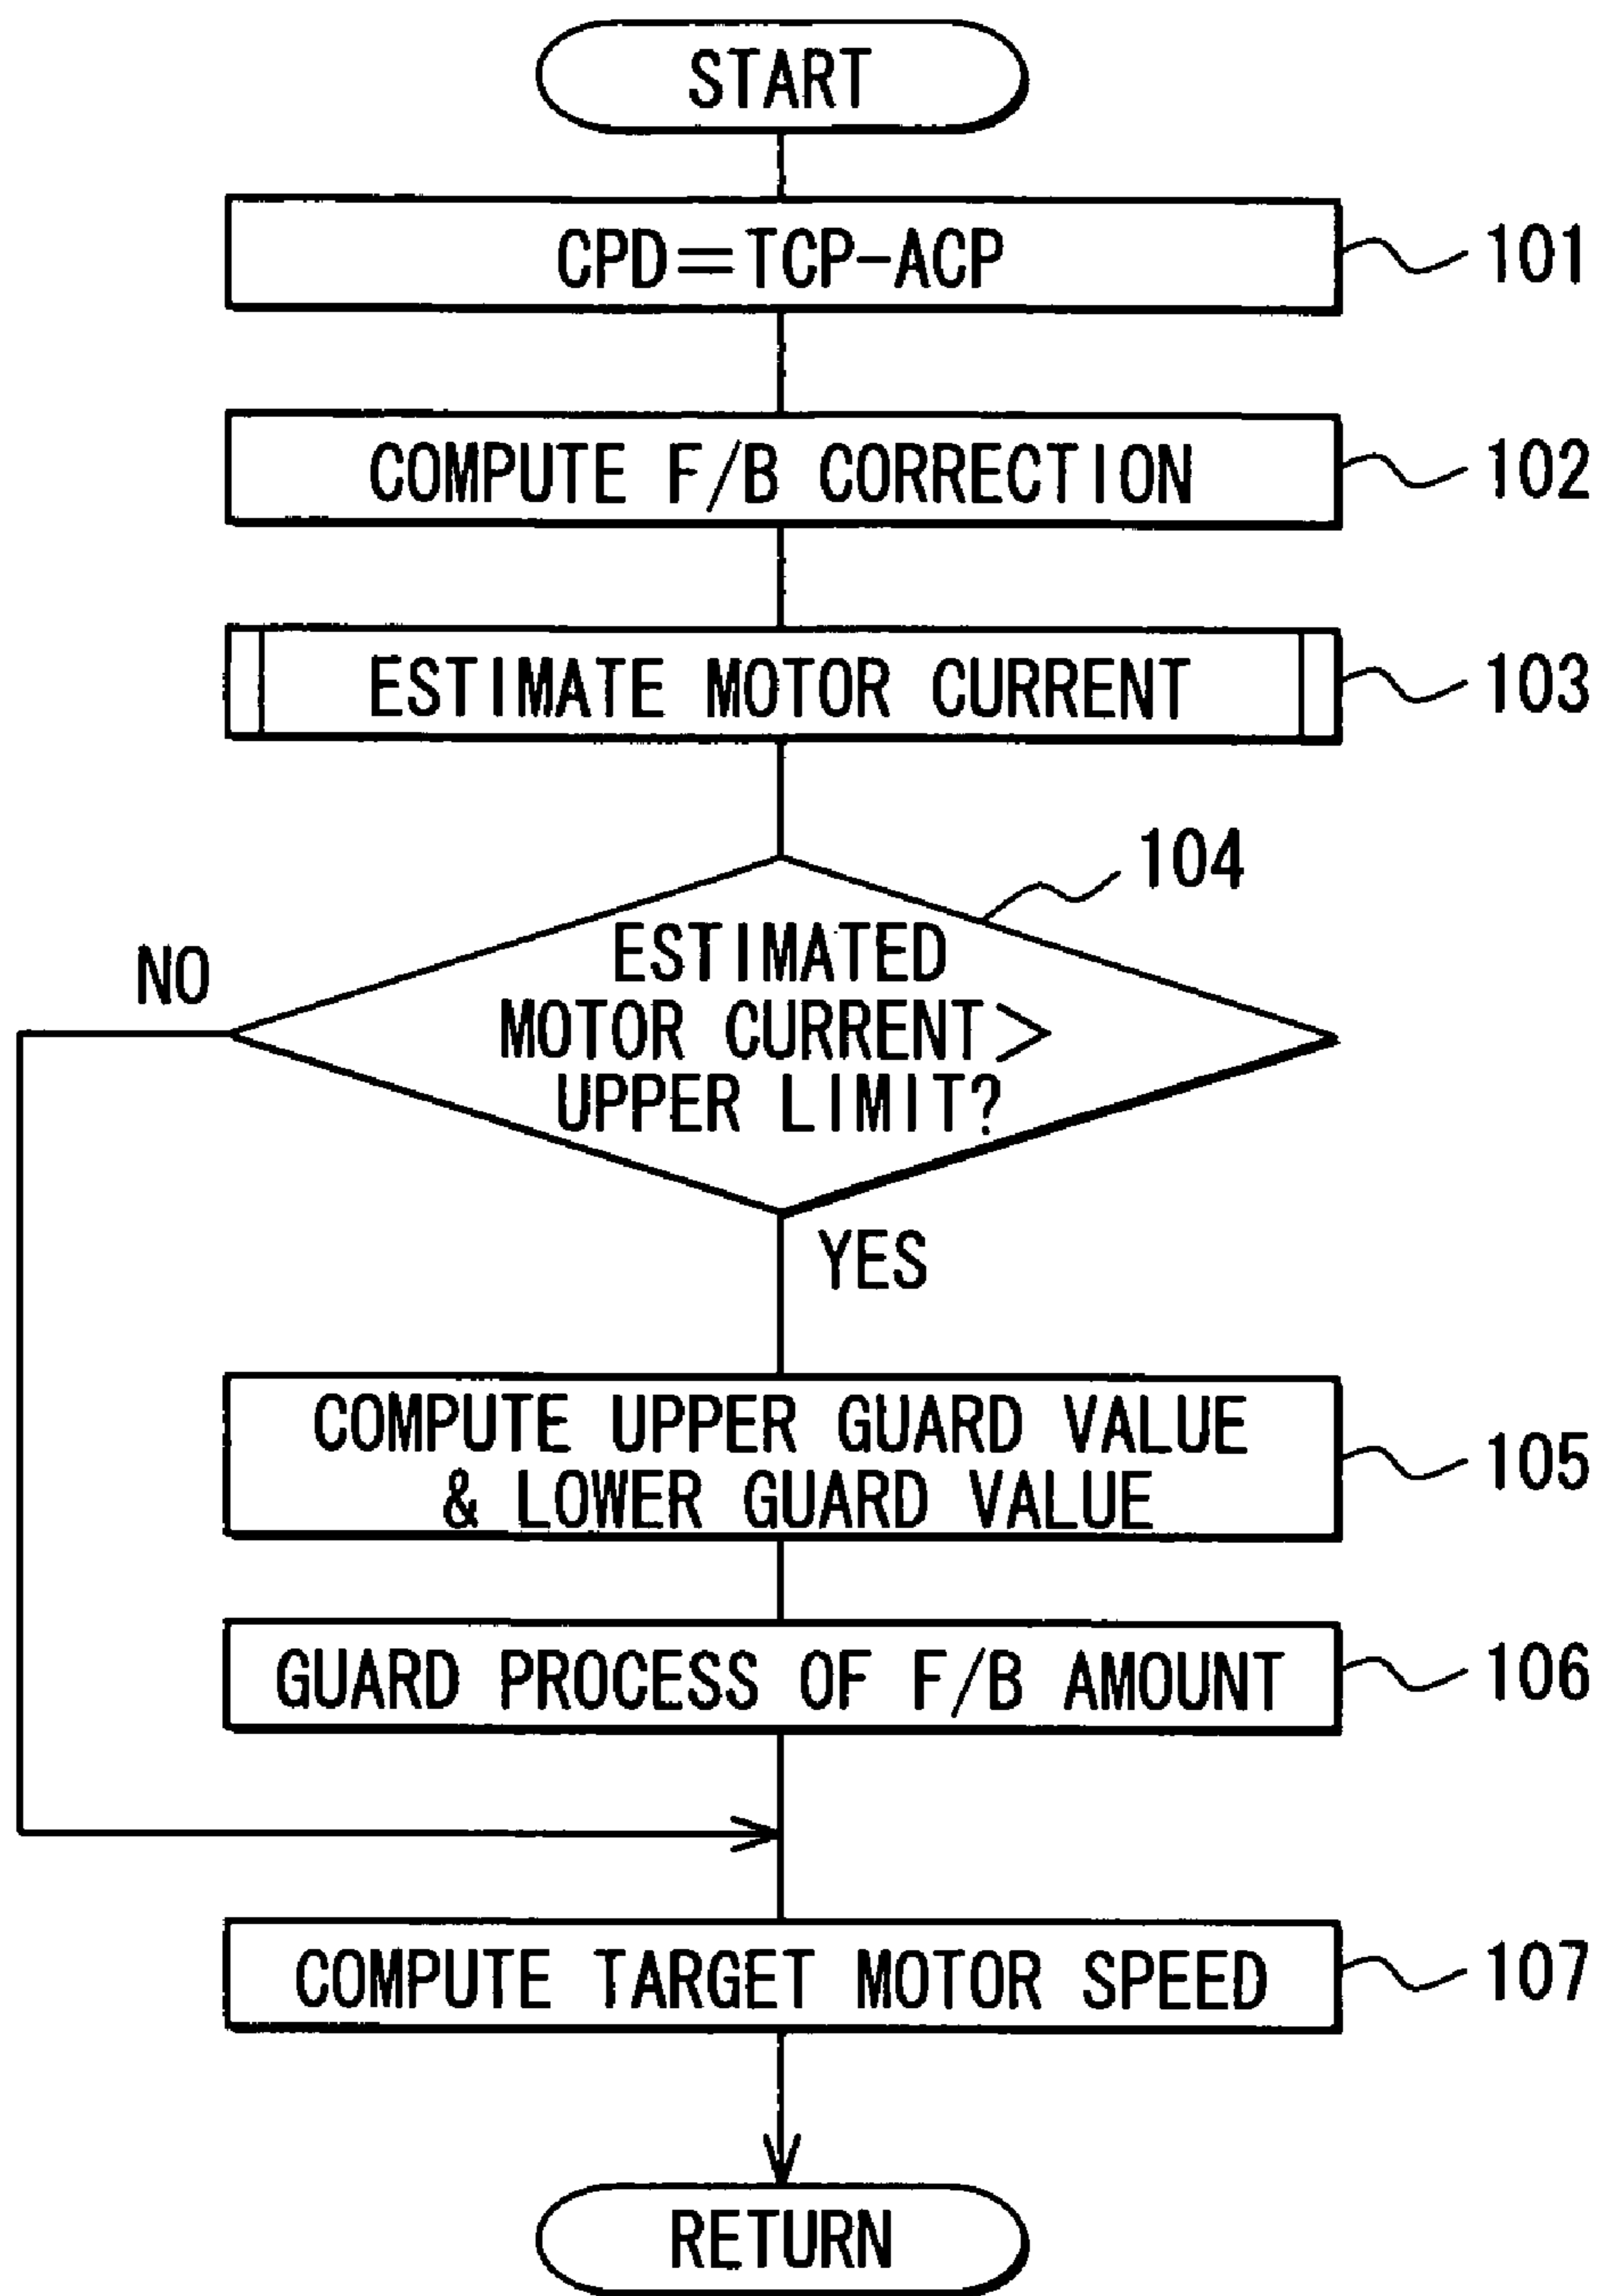 START
CPD=TCP-ACP
101
COMPUTE F/B CORRECTION
102
ESTIMATE MOTOR CURRENT
103
104
ESTIMATED
MOTOR CURRENT>
UPPER LIMIT?
NO
YES
COMPUTE UPPER GUARD VALUE
& LOWER GUARD VALUE
105
GUARD PROCESS OF F/B AMOUNT
106
COMPUTE TARGET MOTOR SPEED
107
RETURN